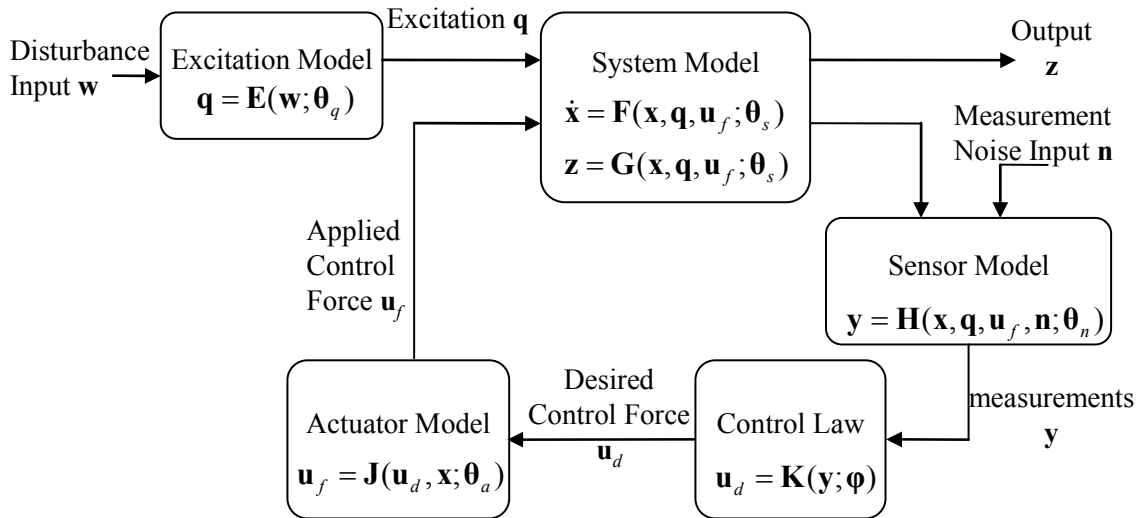 Disturbance
Input w
Excitation Model
q = E(w;θ_q)
Excitation q
System Model
ẋ = F(x, q, u_f; θ_s)
z = G(x, q, u_f; θ_s)
Output
z
Measurement
Noise Input n
Sensor Model
y = H(x, q, u_f, n; θ_n)
measurements
y
Control Law
u_d = K(y; φ)
Desired
Control Force
u_d
Actuator Model
u_f = J(u_d, x; θ_a)
Applied
Control
Force u_f